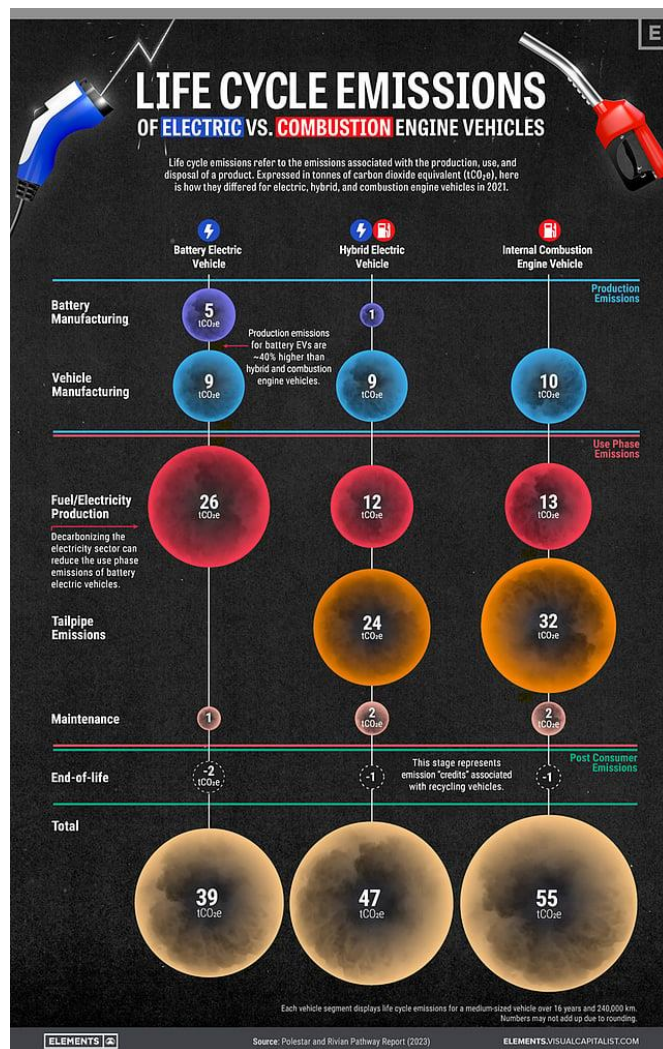 E
LIFE CYCLE EMISSIONS
OF ELECTRIC VS. COMBUSTION ENGINE VEHICLES
Life cycle emissions refer to the emissions associated with the production, use, and
disposal of a product. Expressed in tonnes of carbon dioxide equivalent (tCO₂e), here
is how they differed for electric, hybrid, and combustion engine vehicles in 2021.
Battery Electric
Vehicle
Hybrid Electric
Vehicle
Internal Combustion
Engine Vehicle
Production
Emissions
Battery
Manufacturing
5
tCO₂e
1
Production emissions
for battery EVs are
~40% higher than
hybrid and combustion
engine vehicles.
Vehicle
Manufacturing
9
tCO₂e
9
tCO₂e
10
tCO₂e
Use Phase
Emissions
Fuel/Electricity
Production
26
tCO₂e
12
tCO₂e
13
tCO₂e
Decarbonizing the
electricity sector can
reduce the use phase
emissions of battery
electric vehicles.
Tailpipe
Emissions
24
tCO₂e
32
tCO₂e
Maintenance
1
2
tCO₂e
2
tCO₂e
Post Consumer
Emissions
End-of-life
-2
tCO₂e
-1
This stage represents
emission "credits" associated
with recycling vehicles.
-1
Total
39
tCO₂e
47
tCO₂e
55
tCO₂e
Each vehicle segment displays life cycle emissions for a medium-sized vehicle over 16 years and 240,000 km.
Numbers may not add up due to rounding.
ELEMENTS
Source: Polestar and Rivian Pathway Report (2023)
ELEMENTS.VISUALCAPITALIST.COM